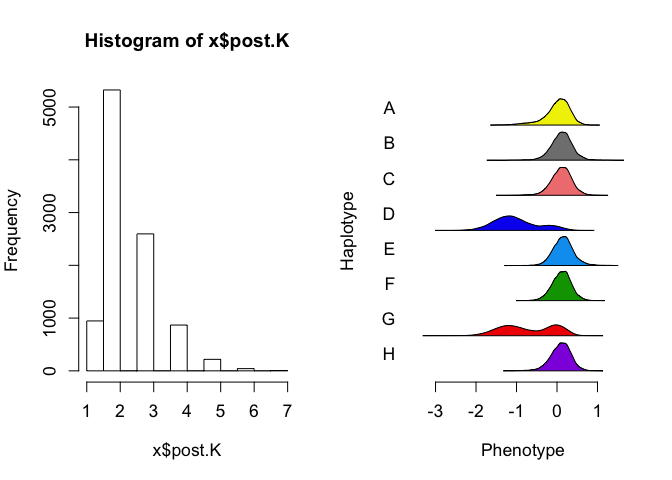 Histogram of x$post.K
Frequency
5000
3000
1000
0
1 2 3 4 5 6 7
x$post.K
Haplotype
A
B
C
D
E
F
G
H
-3 -2 -1 0 1
Phenotype